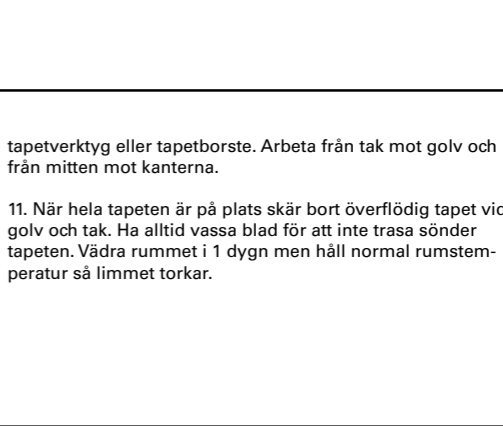 tapetverktyg eller tapetborste. Arbeta från tak mot golv och
från mitten mot kanterna.
11. När hela tapeten är på plats skär bort överflödig tapet vid
golv och tak. Ha alltid vassa blad för att inte trasa sönder
tapeten. Vädra rummet i 1 dygn men håll normal rumstem-
peratur så limmet torkar.